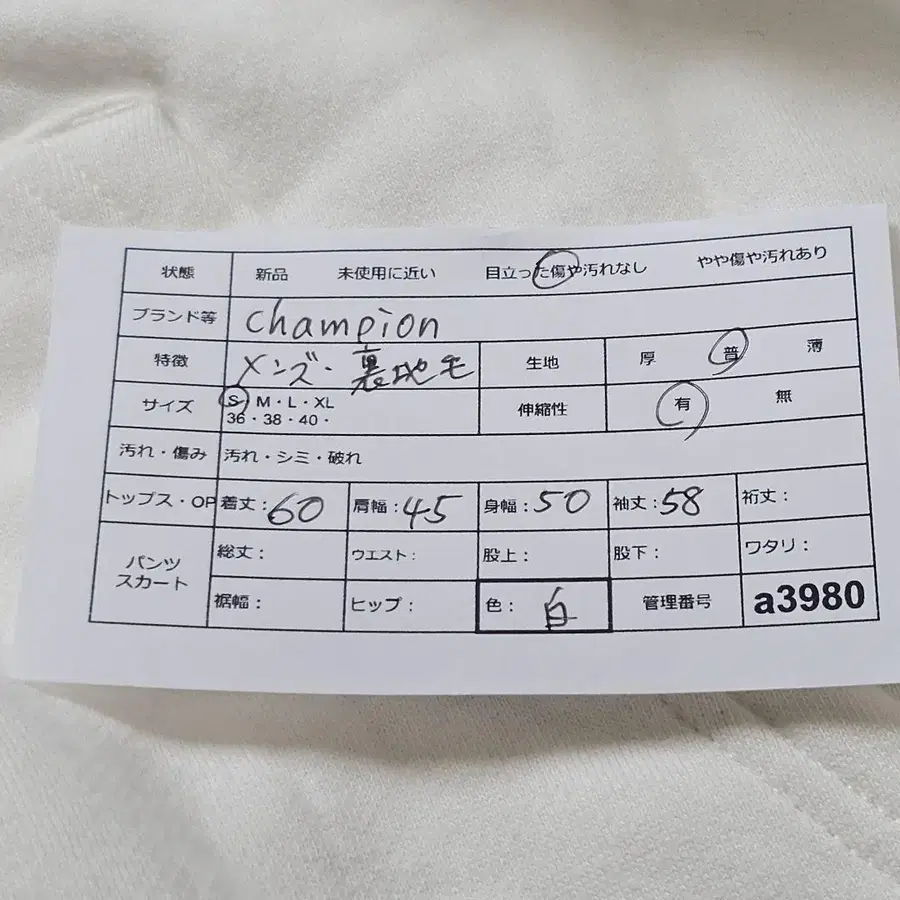 状態 新品 未使用に近い 目立った傷や汚れなし やや傷や汚れあり
ブランド等 champion
特徴 メンズ・裏地毛 生地 厚 普 薄
サイズ S・M・L・XL 伸縮性 有 無
36・38・40・
汚れ・傷み 汚れ・シミ・破れ
トップス・OP 着丈:60 肩幅:45 身幅:50 袖丈:58 裄丈:
パンツ 総丈: ウエスト: 股上: 股下: ワタリ:
スカート 裾幅: ヒップ: 色:白 管理番号 a3980